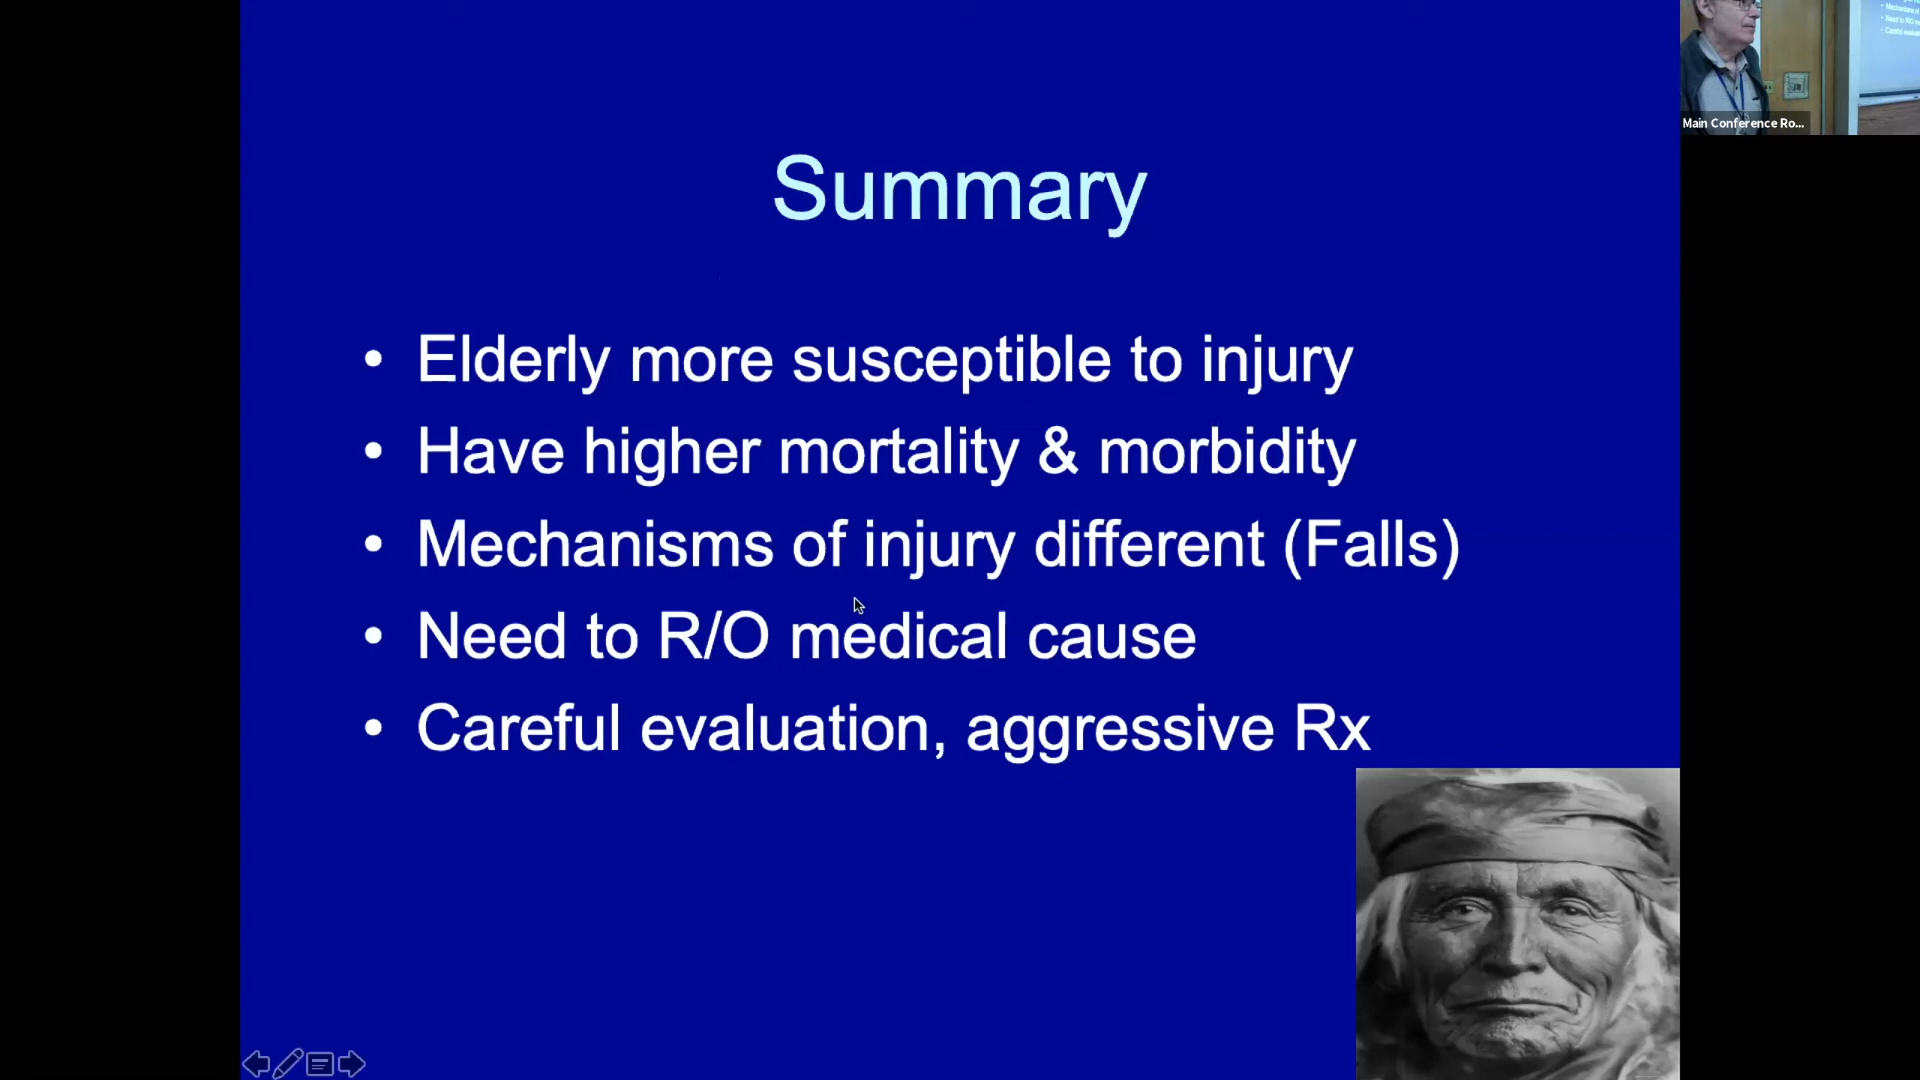 Summary
• Elderly more susceptible to injury
• Have higher mortality & morbidity
• Mechanisms of injury different (Falls)
• Need to R/O medical cause
• Careful evaluation, aggressive Rx
Main Conference Ro...